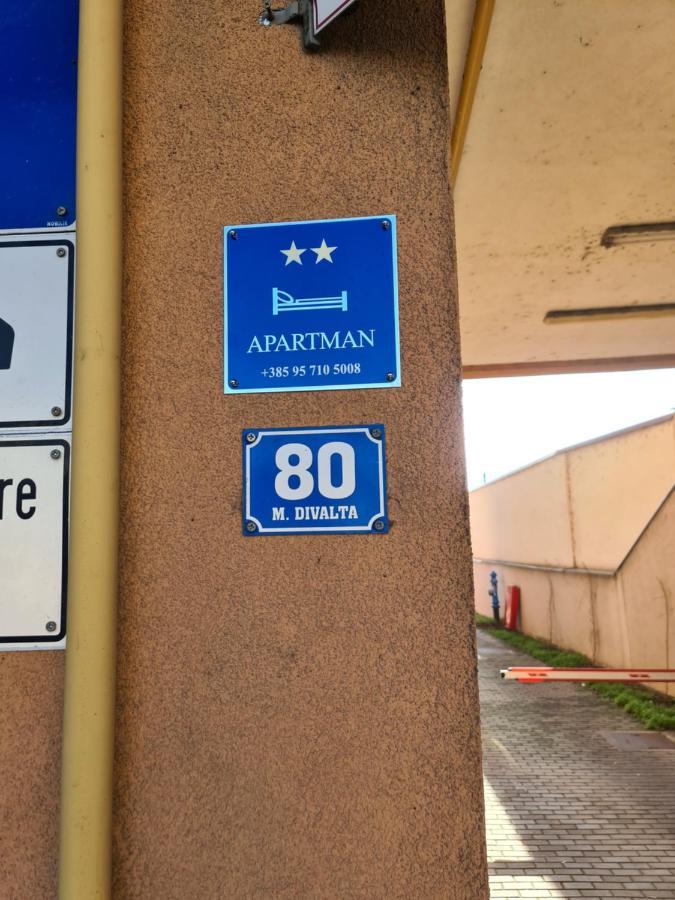 APARTMAN
+385 95 710 5008
80
M. DIVALTA
re